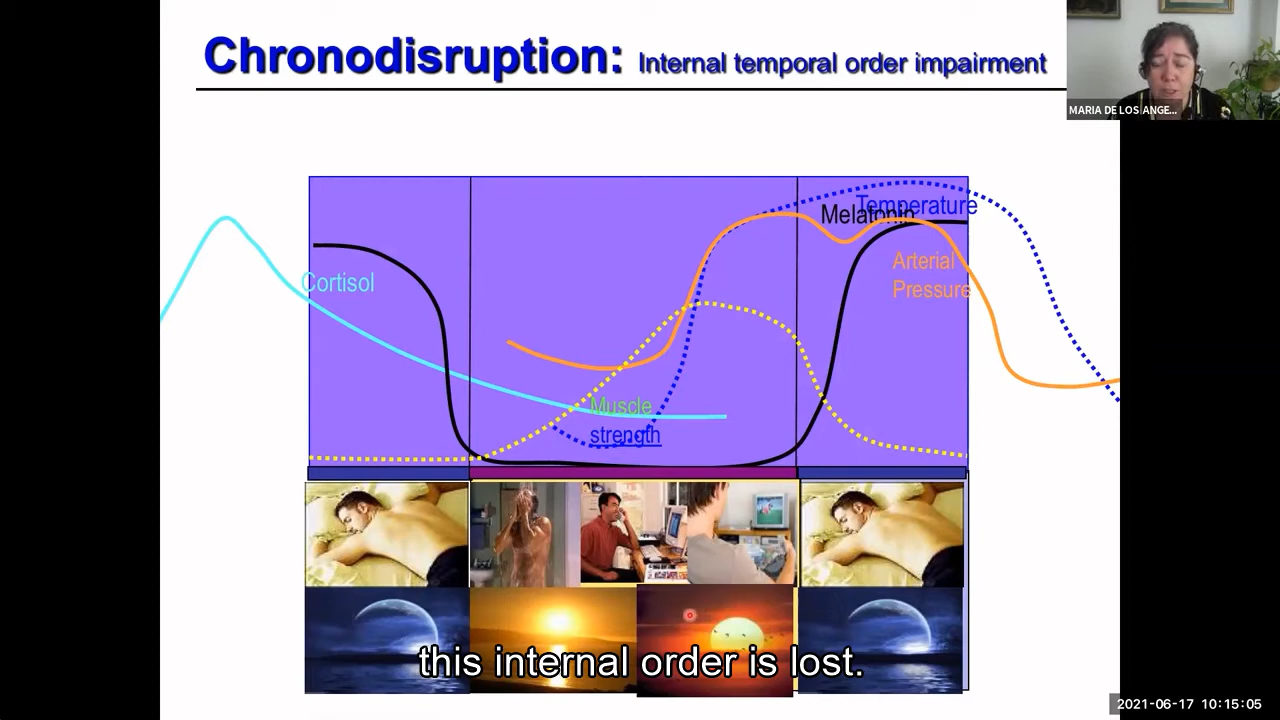 Chronodisruption: Internal temporal order impairment
MARIA DE LOS ANGE...
Temperature
Melatonin
Arterial
Pressure
Cortisol
Muscle
strength
this internal order is lost.
2021-06-17 10:15:05